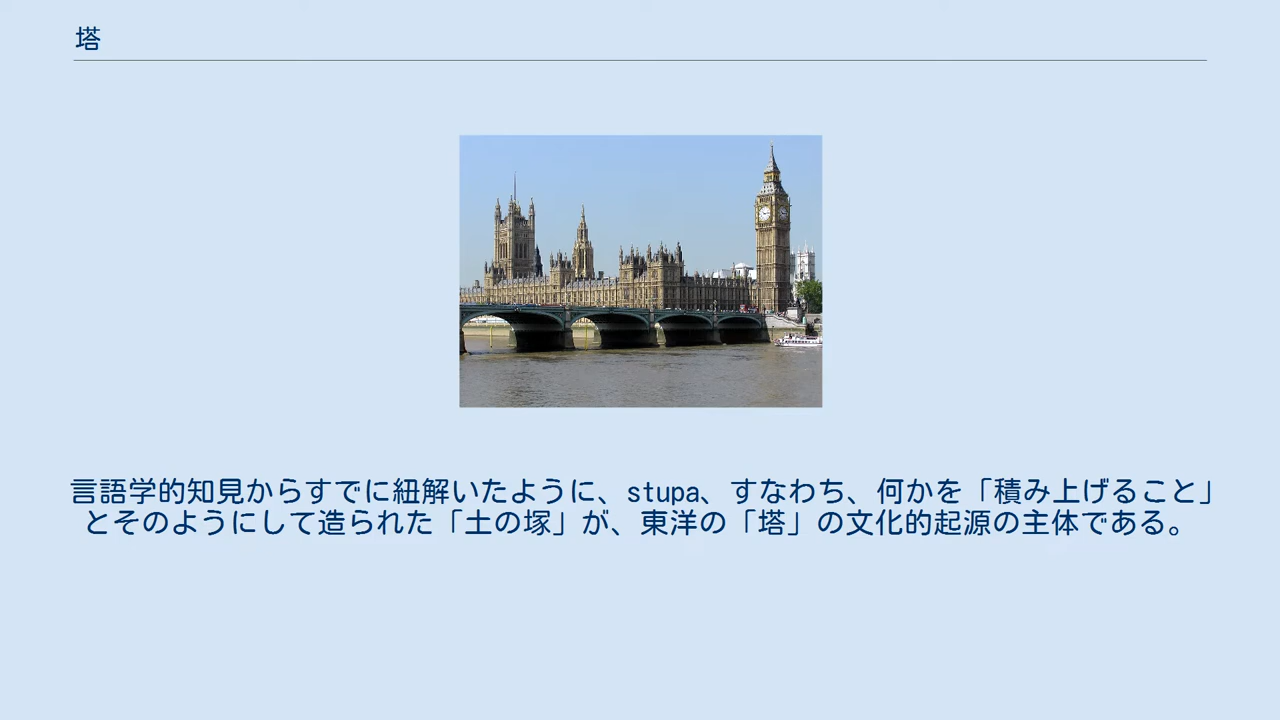 塔
言語学的知見からすでに紐解いたように、stupa、すなわち、何かを「積み上げること」
とそのようにして造られた「土の塚」が、東洋の「塔」の文化的起源の主体である。